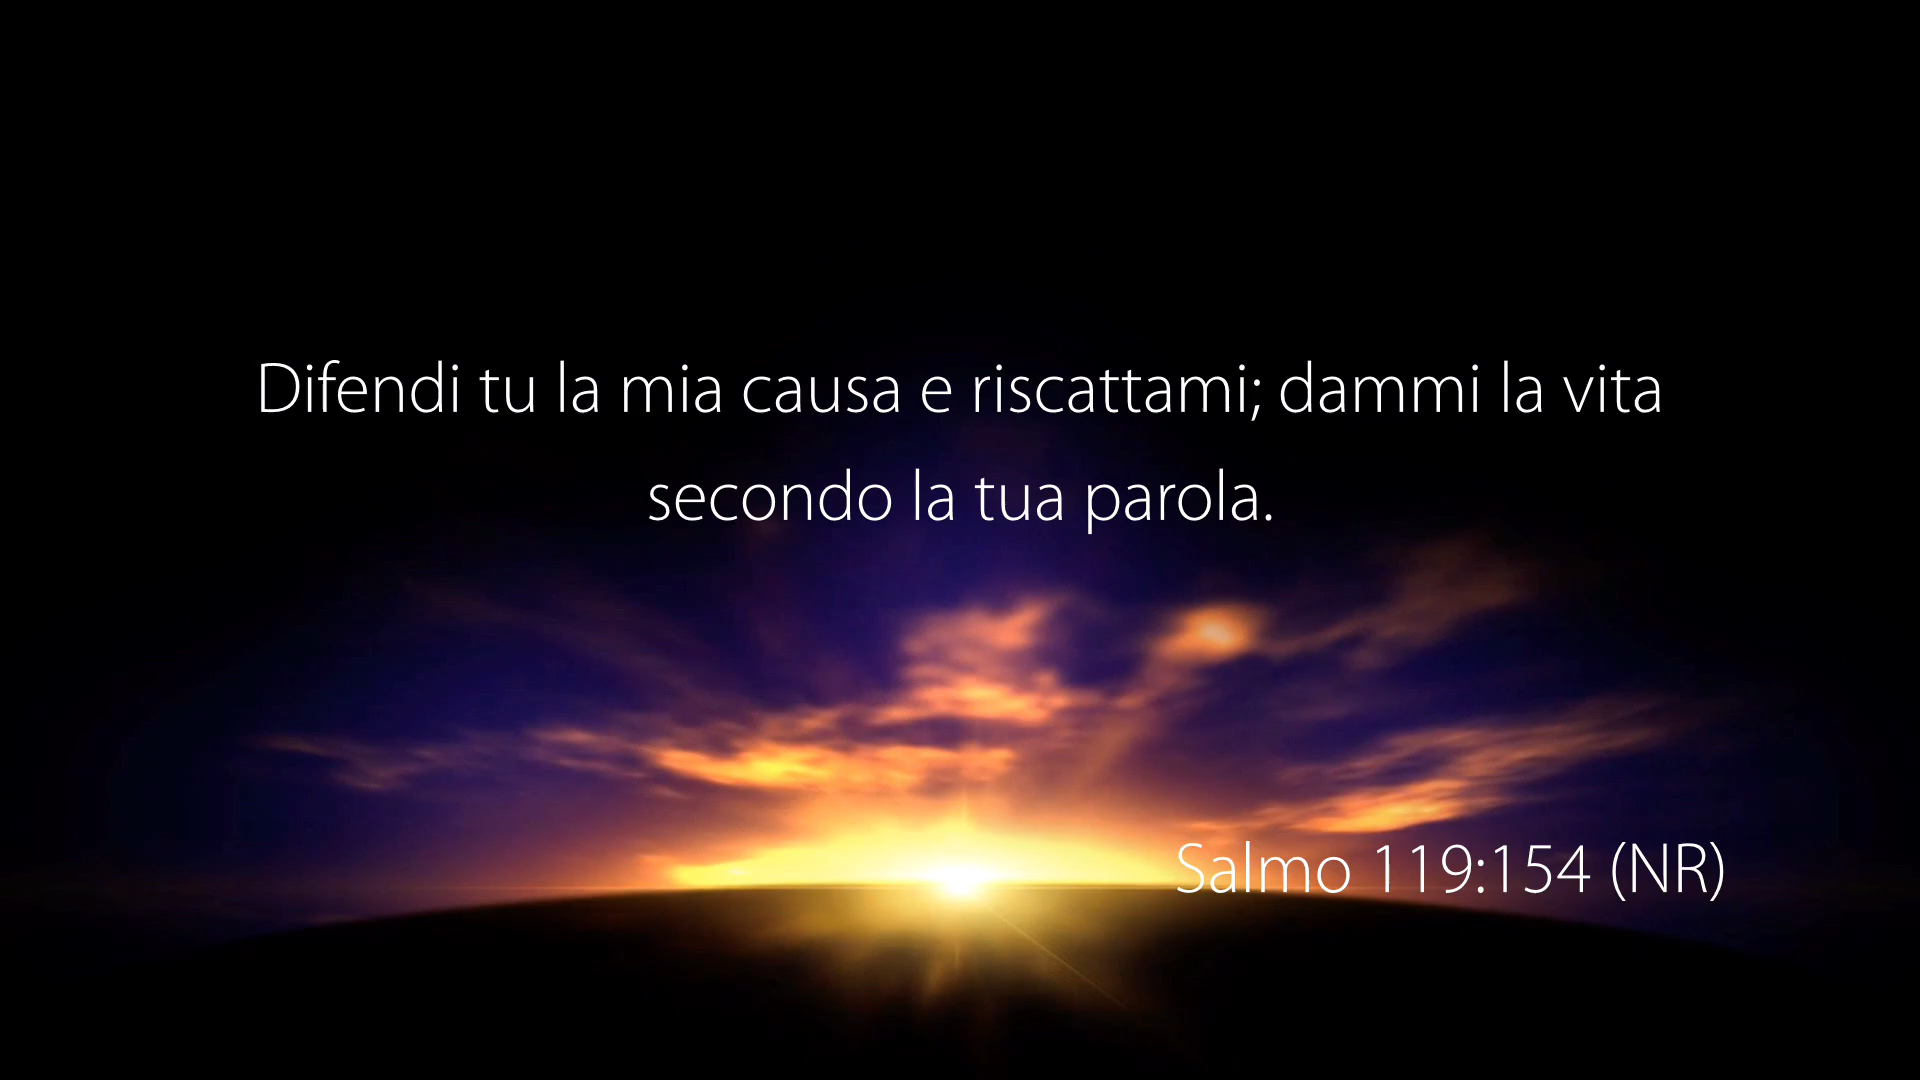 Difendi tu la mia causa e riscattami; dammi la vita
secondo la tua parola.
Salmo 119:154 (NR)